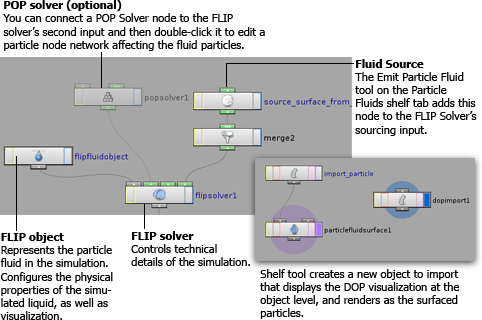 POP solver (optional)
You can connect a POP Solver node to the FLIP
solver's second input and then double-click it to edit a
particle node network affecting the fluid particles.
popsolver1
source_surface_from_
Fluid Source
The Emit Particle Fluid
tool on the Particle
Fluids shelf tab adds this
node to the FLIP Solver's
sourcing input.
merge2
flipfluidobject
flipsolver1
import_particle
dopimport1
particlefluidsurface1
FLIP object
Represents the particle
fluid in the simulation.
Configures the physical
properties of the simu-
lated liquid, as well as
visualization.
FLIP solver
Controls technical
details of the simulation.
Shelf tool creates a new object to import
that displays the DOP visualization at the
object level, and renders as the surfaced
particles.